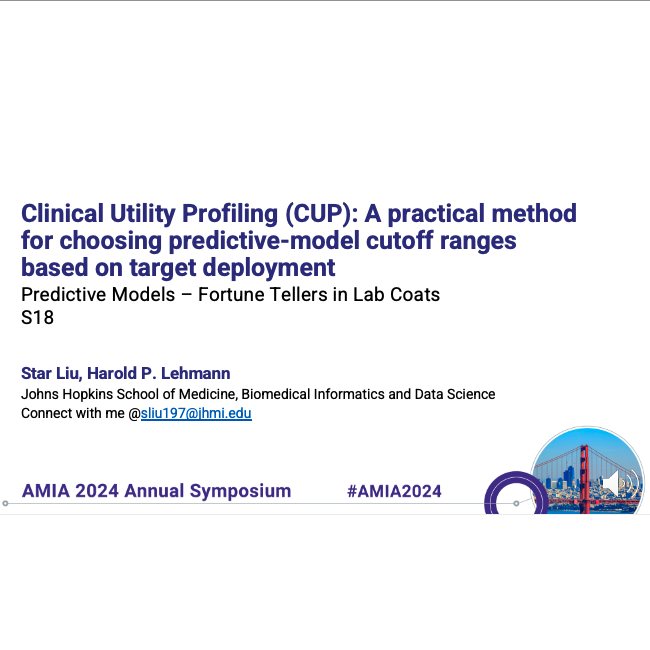 Clinical Utility Profiling (CUP): A practical method
for choosing predictive-model cutoff ranges
based on target deployment
Predictive Models – Fortune Tellers in Lab Coats
S18
Star Liu, Harold P. Lehmann
Johns Hopkins School of Medicine, Biomedical Informatics and Data Science
Connect with me @sliu197@jhmi.edu
AMIA 2024 Annual Symposium #AMIA2024